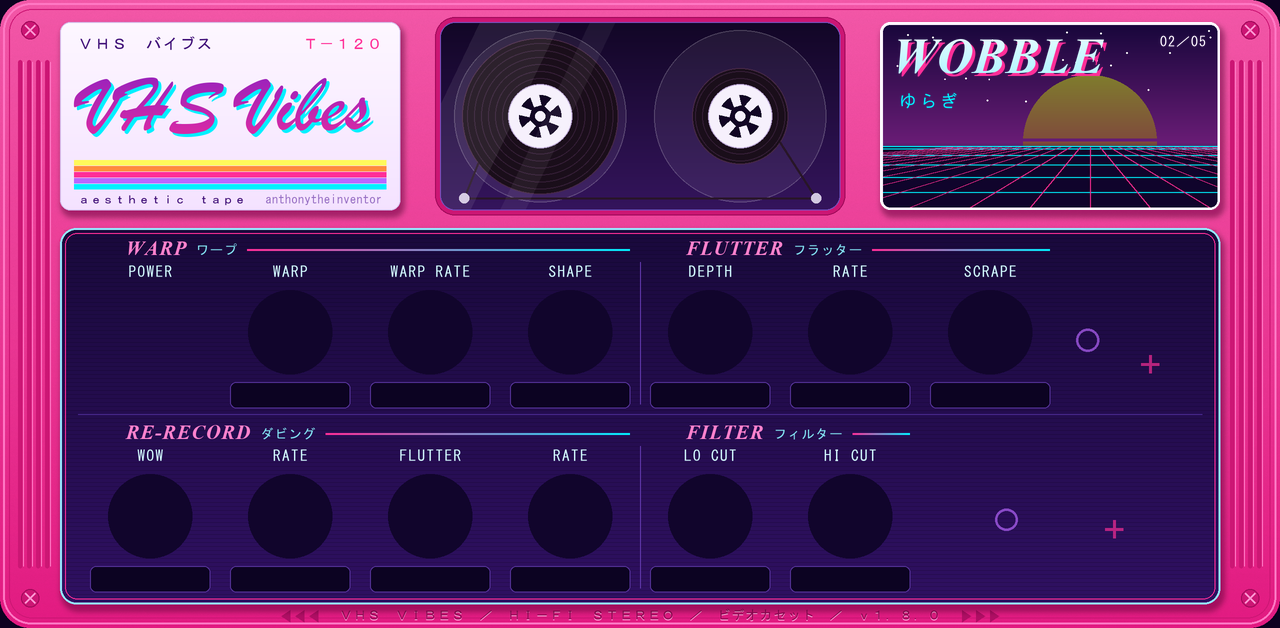 VHS バイブス
T-120
VHS Vibes
aesthetic tape
anthonytheinventor
WOBBLE
02/05
ゆらぎ
WARP ワープ
POWER
WARP
WARP RATE
SHAPE
FLUTTER フラッター
DEPTH
RATE
SCRAPE
RE-RECORD ダビング
WOW
RATE
FLUTTER
RATE
FILTER フィルター
LO CUT
HI CUT
VHS VIBES / HI-FI STEREO / ビデオカセット / v1.8.0